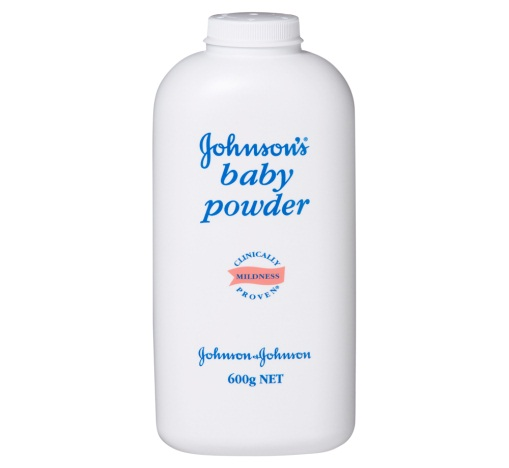 Johnson's®
baby
powder
CLINICALLY
MILDNESS
PROVEN®
Johnson & Johnson
600g NET